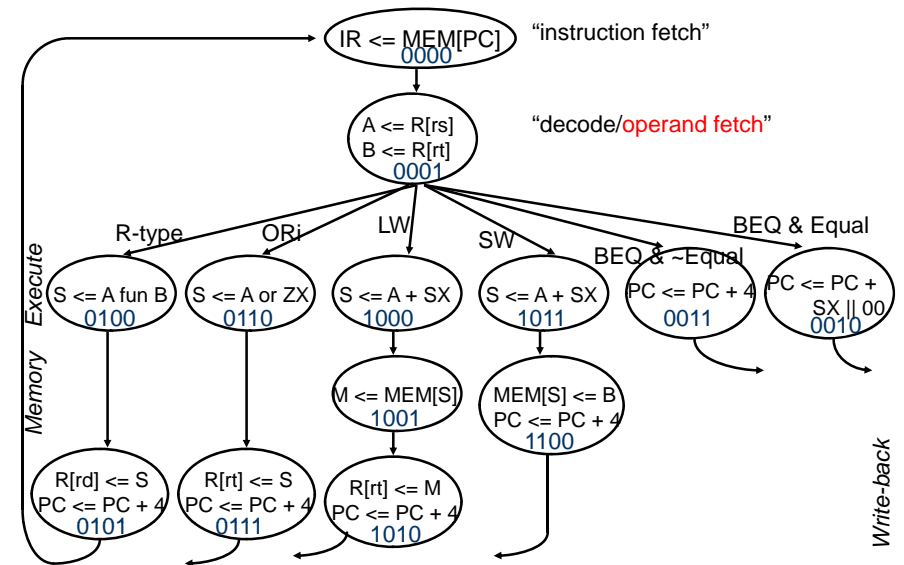 IR <= MEM[PC]
0000
“instruction fetch”
A <= R[rs]
B <= R[rt]
0001
“decode/operand fetch”
R-type
ORi
LW
SW
BEQ & ~Equal
BEQ & Equal
Execute
S <= A fun B
0100
S <= A or ZX
0110
S <= A + SX
1000
S <= A + SX
1011
PC <= PC + 4
0011
PC <= PC +
SX || 00
0010
Memory
M <= MEM[S]
1001
MEM[S] <= B
PC <= PC + 4
1100
R[rd] <= S
PC <= PC + 4
0101
R[rt] <= S
PC <= PC + 4
0111
R[rt] <= M
PC <= PC + 4
1010
Write-back